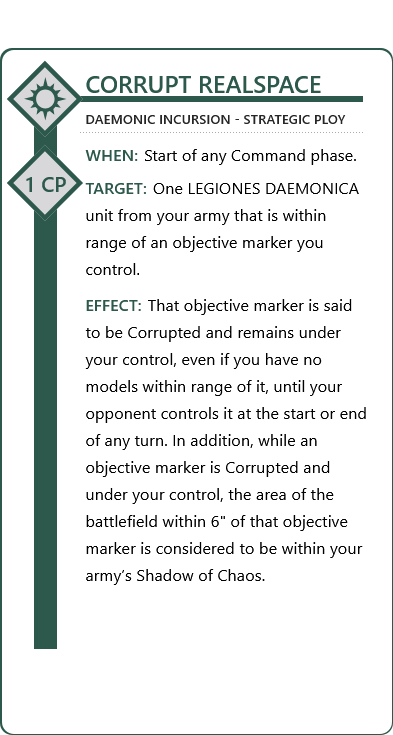 CORRUPT REALSPACE
DAEMONIC INCURSION - STRATEGIC PLOY
WHEN: Start of any Command phase.
1 CP
TARGET: One LEGIONES DAEMONICA
unit from your army that is within
range of an objective marker you
control.
EFFECT: That objective marker is said
to be Corrupted and remains under
your control, even if you have no
models within range of it, until your
opponent controls it at the start or end
of any turn. In addition, while an
objective marker is Corrupted and
under your control, the area of the
battlefield within 6" of that objective
marker is considered to be within your
army’s Shadow of Chaos.